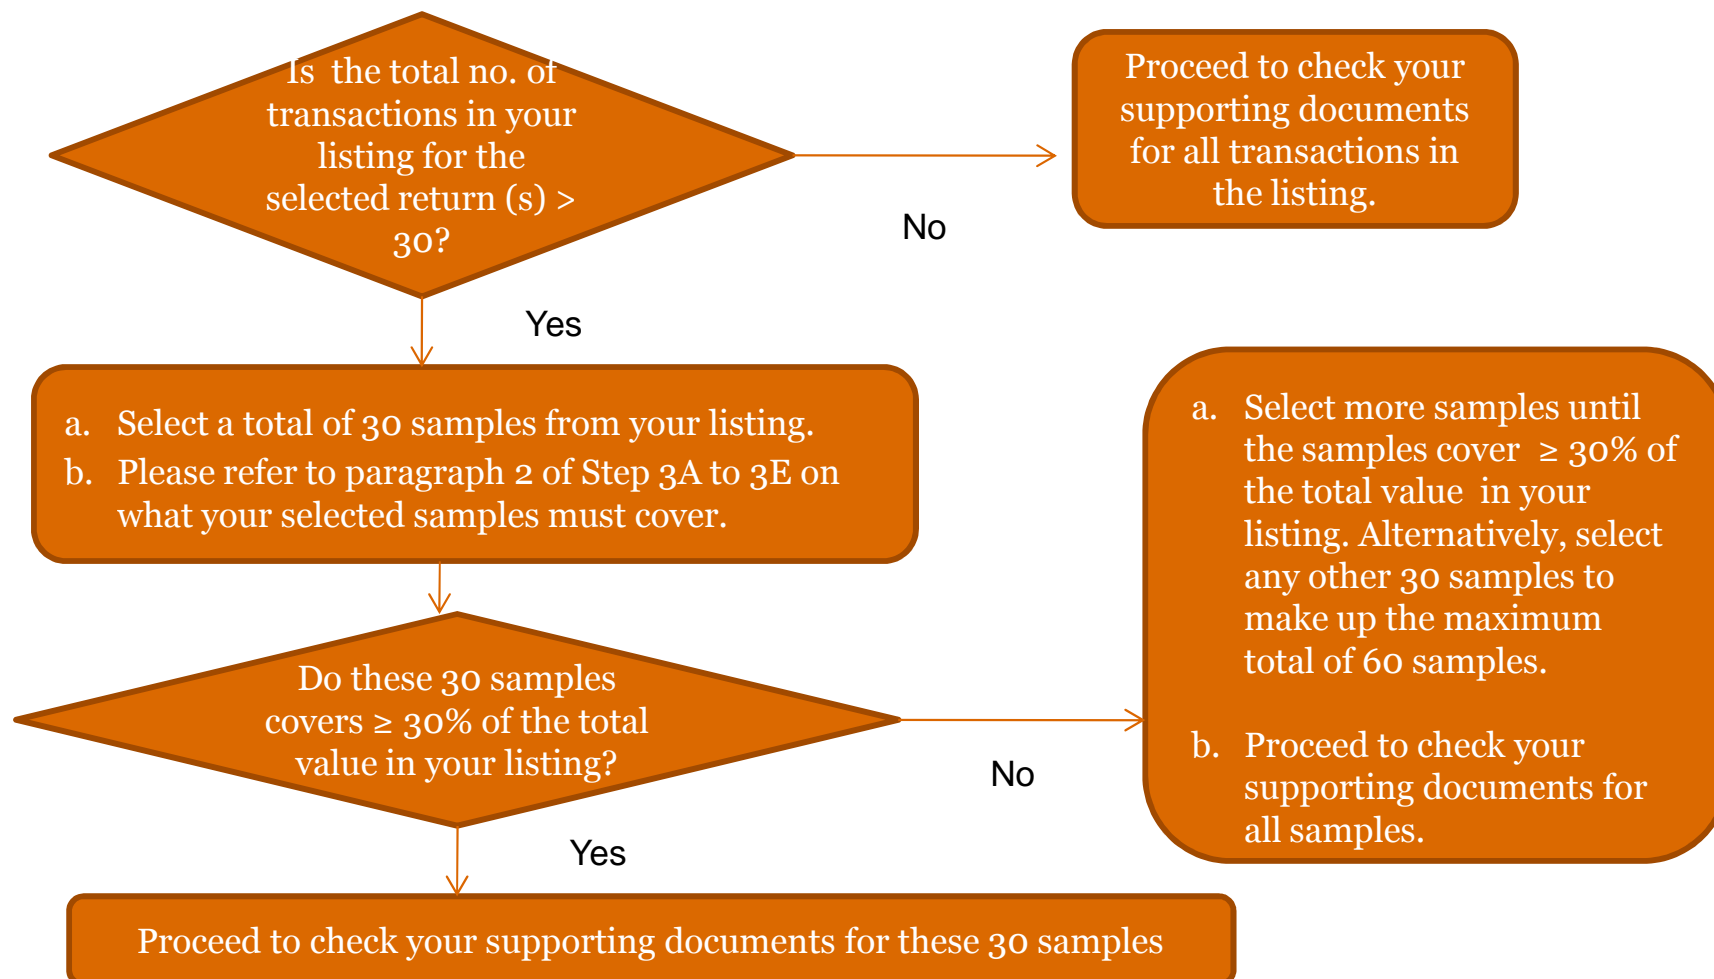 Is  the total no. of
transactions in your
listing for the
selected return (s) >
30?
Proceed to check your
supporting documents
for all transactions in
the listing.
No
Yes
a. Select a total of 30 samples from your listing.
b. Please refer to paragraph 2 of Step 3A to 3E on
what your selected samples must cover.
Do these 30 samples
covers ≥ 30% of the total
value in your listing?
No
a. Select more samples until
the samples cover  ≥ 30% of
the total value  in your
listing. Alternatively, select
any other 30 samples to
make up the maximum
total of 60 samples.
b. Proceed to check your
supporting documents for
all samples.
Yes
Proceed to check your supporting documents for these 30 samples